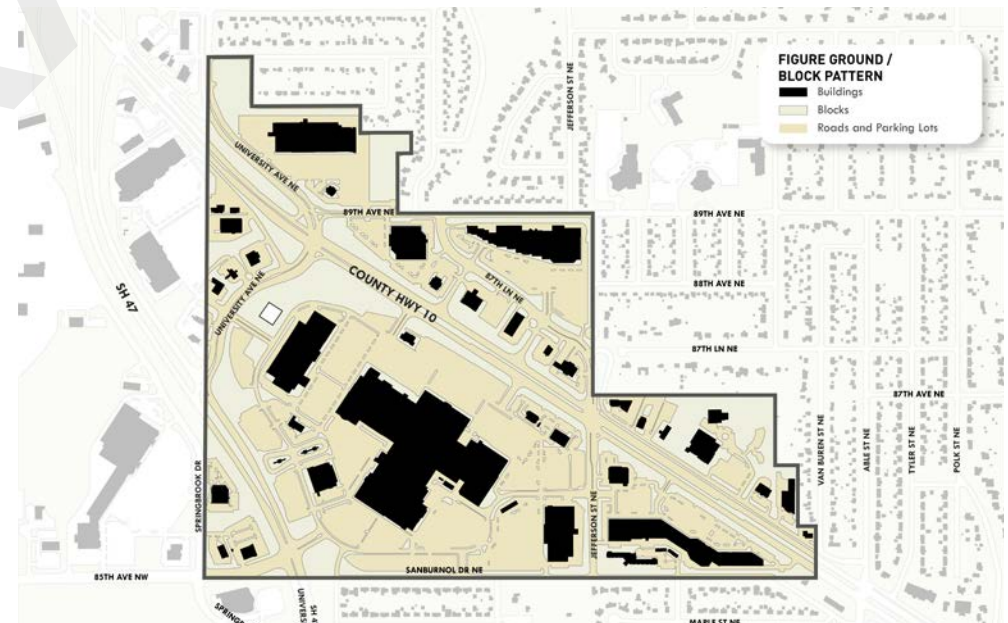 FIGURE GROUND /
BLOCK PATTERN
Buildings
Blocks
Roads and Parking Lots
JEFFERSON ST NE
UNIVERSITY AVE NE
89TH AVE NE
89TH AVE NE
SH 47
UNIVERSITY AVE NE
COUNTY HWY 10
87TH LN NE
88TH AVE NE
87TH LN NE
87TH AVE NE
VAN BUREN ST NE
ABLE ST NE
TYLER ST NE
POLK ST NE
SPRINGBROOK DR
JEFFERSON ST NE
SANBURNOL DR NE
85TH AVE NW
MAPLE ST NE